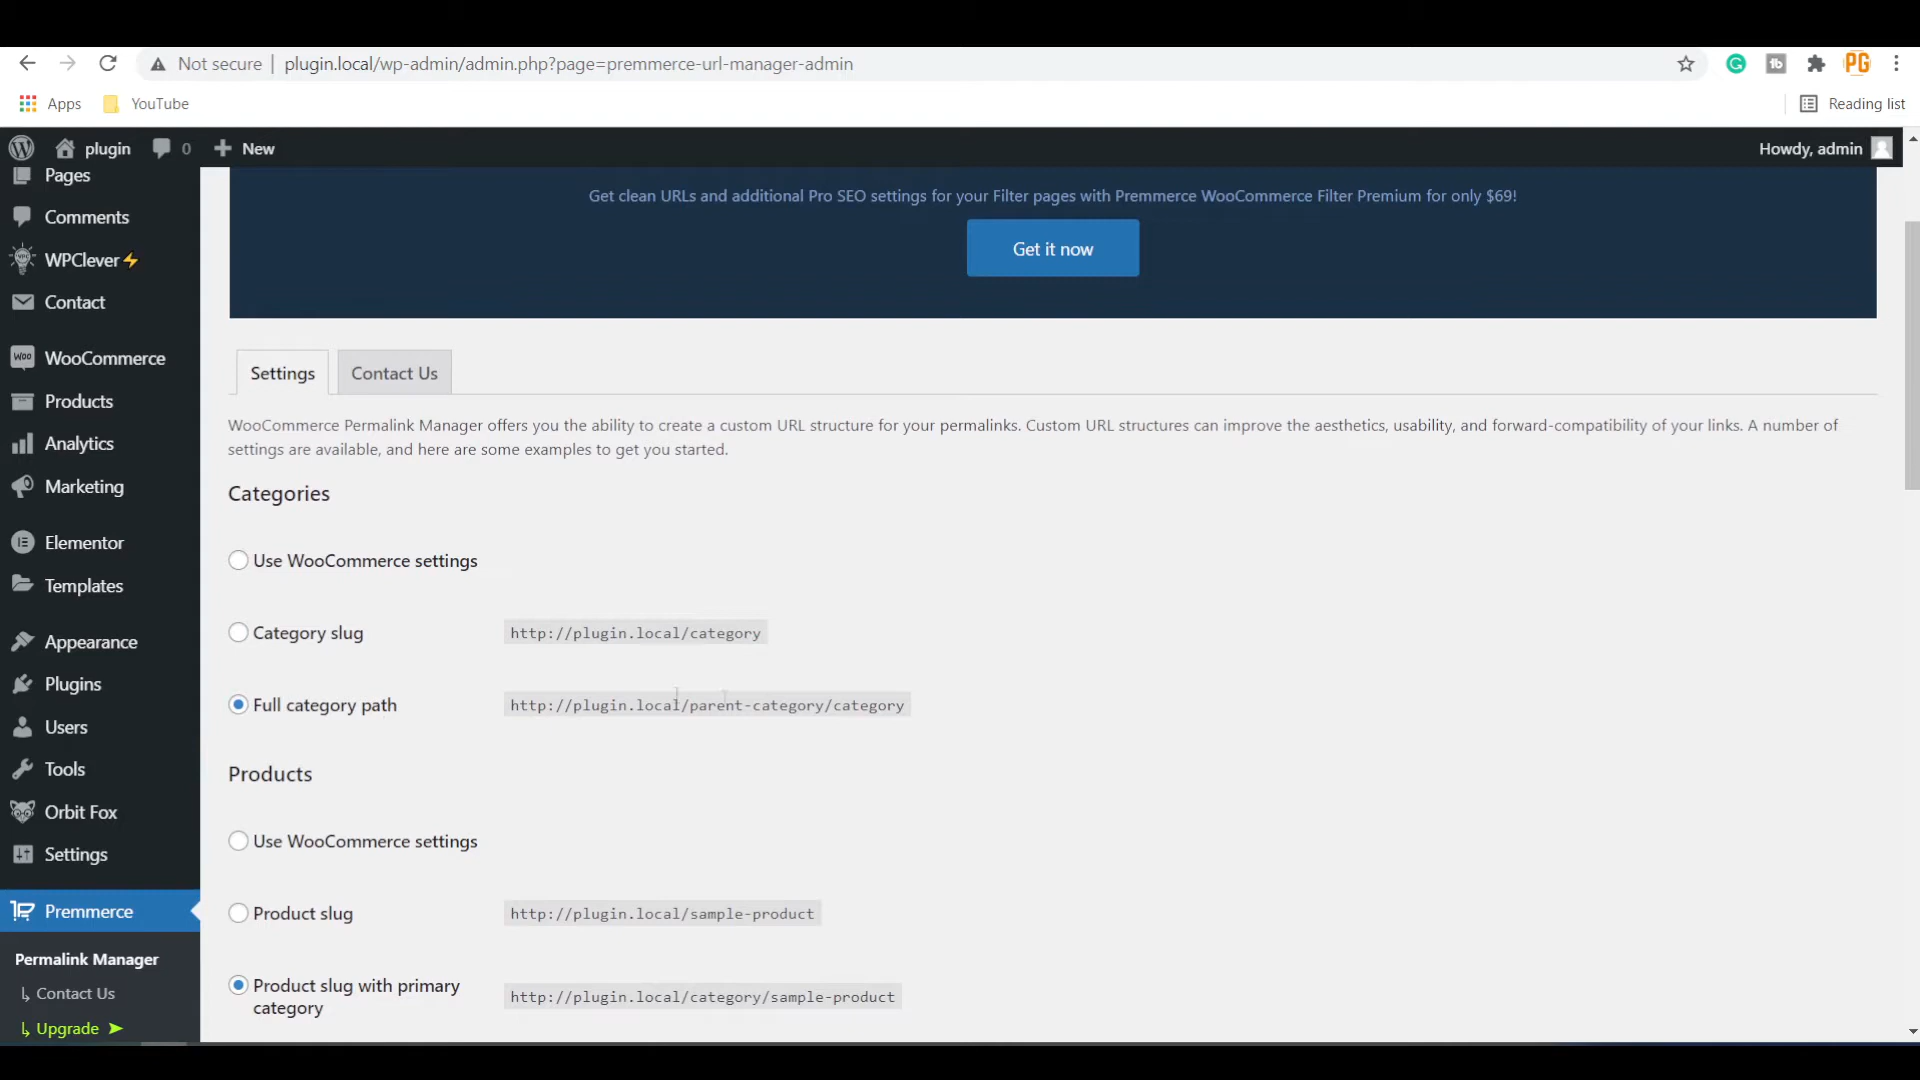 Not secure | plugin.local/wp-admin/admin.php?page=premmerce-url-manager-admin
PG
Apps
YouTube
Reading list
plugin
0
New
Howdy, admin
Pages
Comments
WPClever⚡
Contact
WooCommerce
Products
Analytics
Marketing
Elementor
Templates
Appearance
Plugins
Users
Tools
Orbit Fox
Settings
Premmerce
Permalink Manager
↳ Contact Us
↳ Upgrade ➤
Get clean URLs and additional Pro SEO settings for your Filter pages with Premmerce WooCommerce Filter Premium for only $69!
Get it now
Settings
Contact Us
WooCommerce Permalink Manager offers you the ability to create a custom URL structure for your permalinks. Custom URL structures can improve the aesthetics, usability, and forward-compatibility of your links. A number of
settings are available, and here are some examples to get you started.
Categories
Use WooCommerce settings
Category slug
http://plugin.local/category
Full category path
http://plugin.local/parent-category/category
Products
Use WooCommerce settings
Product slug
http://plugin.local/sample-product
Product slug with primary
category
http://plugin.local/category/sample-product